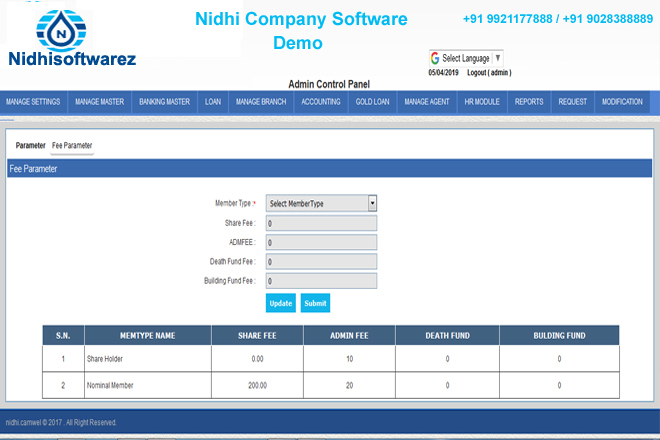 Nidhi Company Software
Demo
+91 9921177888 / +91 9028388889
N
Nidhisoftwarez
G Select Language ▼
05/04/2019 Logout ( admin )
Admin Control Panel
MANAGE SETTINGS MANAGE MASTER BANKING MASTER LOAN MANAGE BRANCH ACCOUNTING GOLD LOAN MANAGE AGENT HR MODULE REPORTS REQUEST MODIFICATION
Parameter Fee Parameter
Fee Parameter
Member Type :* Select MemberType
Share Fee : 0
ADMFEE : 0
Death Fund Fee : 0
Building Fund Fee : 0
Update Submit
S.N. MEMTYPE NAME SHARE FEE ADMIN FEE DEATH FUND BULDING FUND
1 Share Holder 0.00 10 0 0
2 Nominal Member 200.00 20 0 0
nidhi.camwel © 2017 . All Right Reserved.